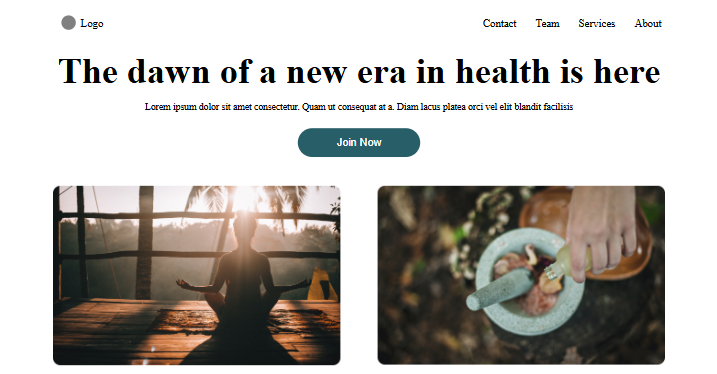 Logo
Contact Team Services About
The dawn of a new era in health is here
Lorem ipsum dolor sit amet consectetur. Quam ut consequat at a. Diam lacus platea orci vel elit blandit facilisis
Join Now